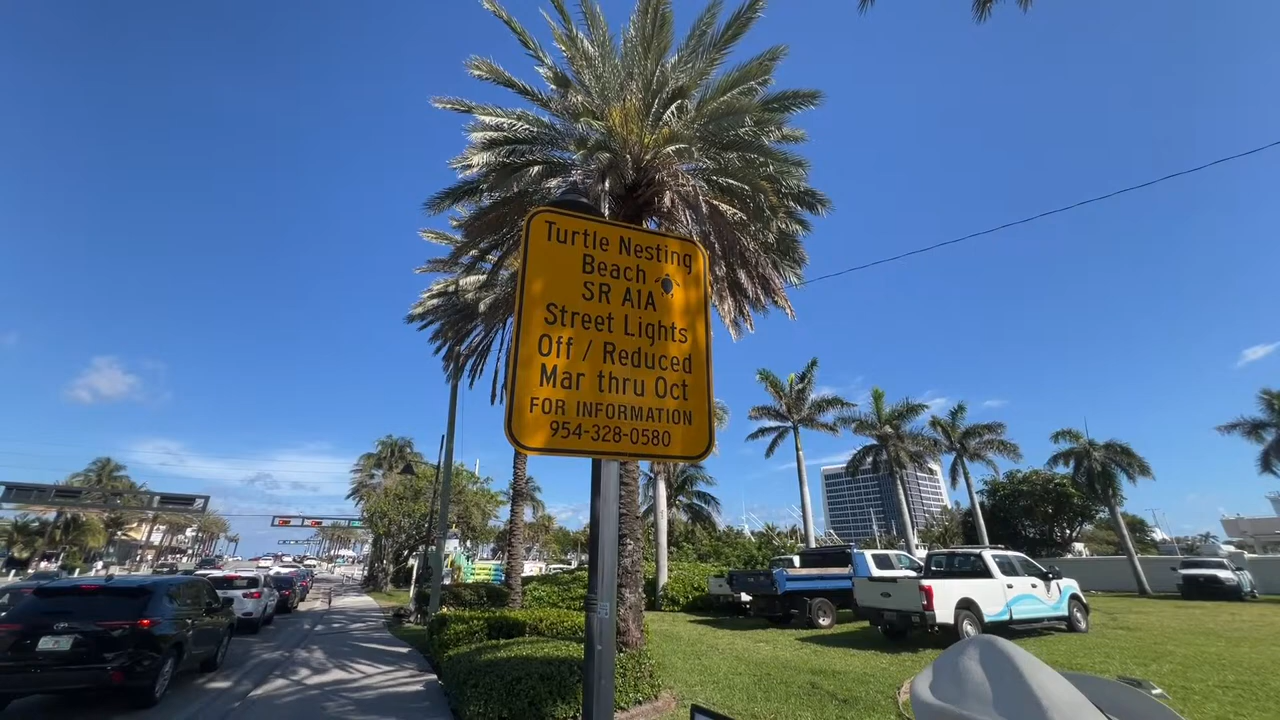 Turtle Nesting
Beach
SR A1A
Street Lights
Off / Reduced
Mar thru Oct
FOR INFORMATION
954-328-0580